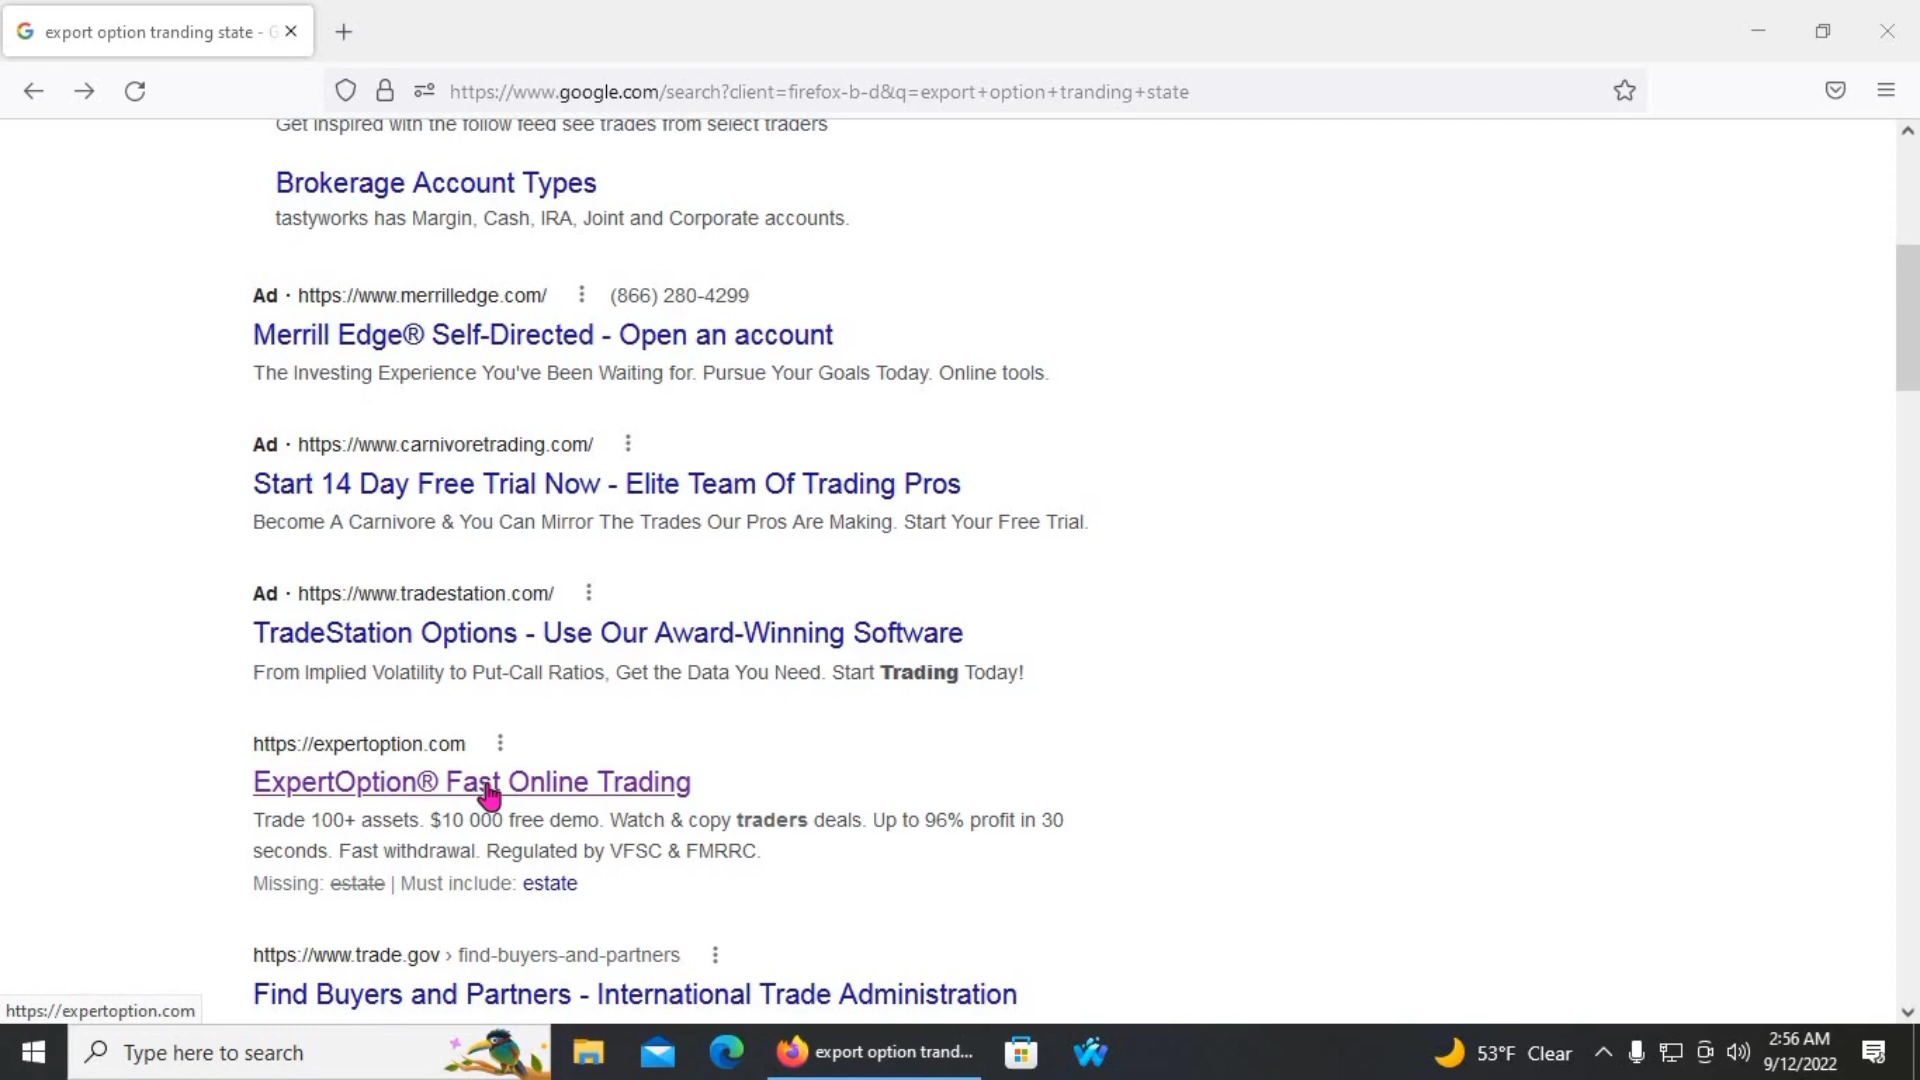 export option tranding state - G
https://www.google.com/search?client=firefox-b-d&q=export+option+tranding+state
Get inspired with the follow feed see trades from select traders
Brokerage Account Types
tastyworks has Margin, Cash, IRA, Joint and Corporate accounts.
Ad · https://www.merrilledge.com/ (866) 280-4299
Merrill Edge® Self-Directed - Open an account
The Investing Experience You've Been Waiting for. Pursue Your Goals Today. Online tools.
Ad · https://www.carnivoretrading.com/
Start 14 Day Free Trial Now - Elite Team Of Trading Pros
Become A Carnivore & You Can Mirror The Trades Our Pros Are Making. Start Your Free Trial.
Ad · https://www.tradestation.com/
TradeStation Options - Use Our Award-Winning Software
From Implied Volatility to Put-Call Ratios, Get the Data You Need. Start Trading Today!
https://expertoption.com
ExpertOption® Fast Online Trading
Trade 100+ assets. $10 000 free demo. Watch & copy traders deals. Up to 96% profit in 30
seconds. Fast withdrawal. Regulated by VFSC & FMRRC.
Missing: estate | Must include: estate
https://www.trade.gov › find-buyers-and-partners
Find Buyers and Partners - International Trade Administration
https://expertoption.com
Type here to search
export option trand...
53°F Clear
2:56 AM
9/12/2022